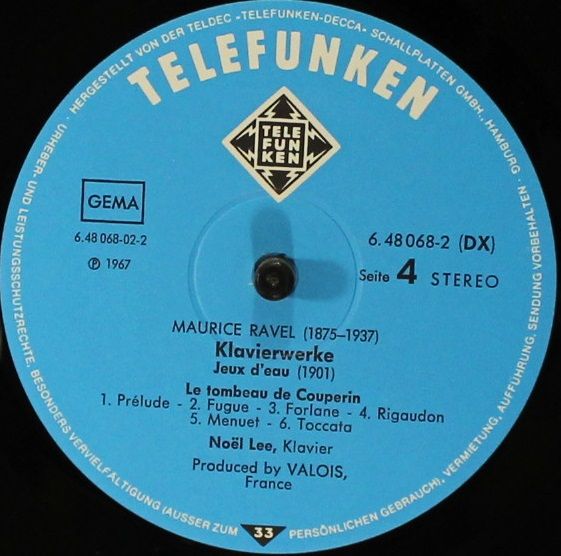 URHEBER- UND LEISTUNGSSCHUTZRECHTE, BESONDERS VERVIELFÄLTIGUNG (AUSSER ZUM PERSÖNLICHEN GEBRAUCH), VERMIETUNG, AUFFÜHRUNG, SENDUNG VORBEHALTEN · HERGESTELLT VON DER TELDEC »TELEFUNKEN-DECCA« SCHALLPLATTEN GMBH., HAMBURG
TELEFUNKEN
TELE
FUN
KEN
GEMA
6.48 068-02-2
℗ 1967
6.48 068-2 (DX)
Seite 4 STEREO
MAURICE RAVEL (1875–1937)
Klavierwerke
Jeux d'eau (1901)
Le tombeau de Couperin
1. Prélude - 2. Fugue - 3. Forlane - 4. Rigaudon
5. Menuet - 6. Toccata
Noël Lee, Klavier
Produced by VALOIS,
France
33